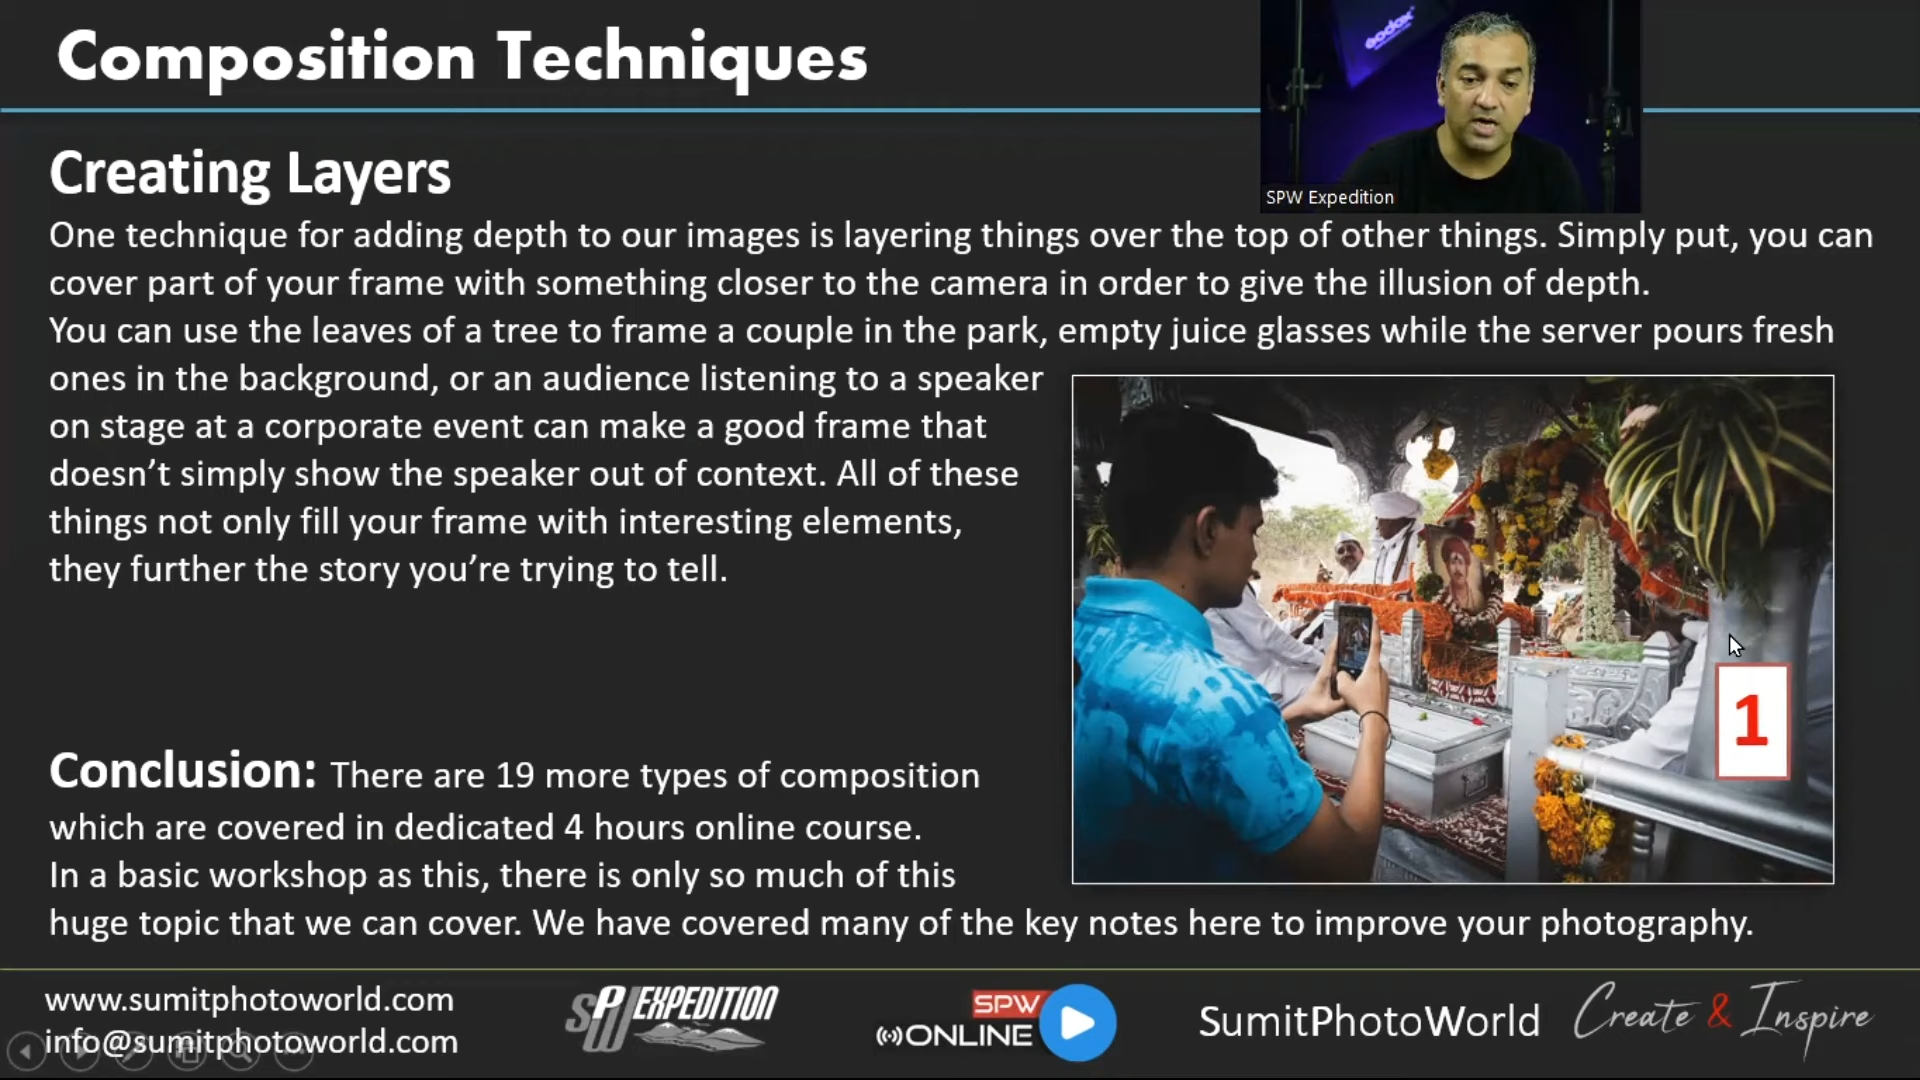 Composition Techniques
SPW Expedition
Creating Layers
One technique for adding depth to our images is layering things over the top of other things. Simply put, you can
cover part of your frame with something closer to the camera in order to give the illusion of depth.
You can use the leaves of a tree to frame a couple in the park, empty juice glasses while the server pours fresh
ones in the background, or an audience listening to a speaker
on stage at a corporate event can make a good frame that
doesn’t simply show the speaker out of context. All of these
things not only fill your frame with interesting elements,
they further the story you’re trying to tell.
1
Conclusion: There are 19 more types of composition
which are covered in dedicated 4 hours online course.
In a basic workshop as this, there is only so much of this
huge topic that we can cover. We have covered many of the key notes here to improve your photography.
www.sumitphotoworld.com
info@sumitphotoworld.com
SPW EXPEDITION
SPW
ONLINE
SumitPhotoWorld
Create & Inspire